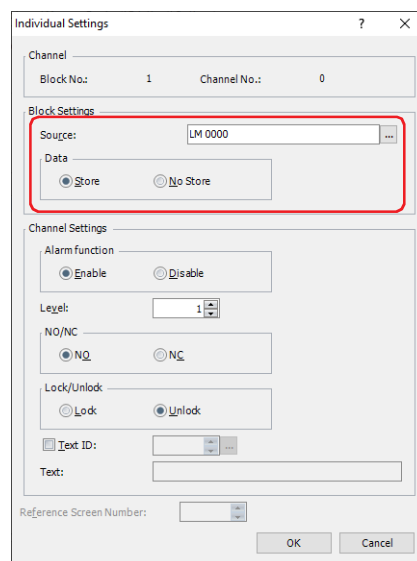 Individual Settings ? ×
Channel
Block No.: 1 Channel No.: 0
Block Settings
Source: LM 0000 ...
Data
Store No Store
Channel Settings
Alarm function
Enable Disable
Level: 1
NO/NC
NO NC
Lock/Unlock
Lock Unlock
Text ID: ...
Text:
Reference Screen Number:
OK Cancel